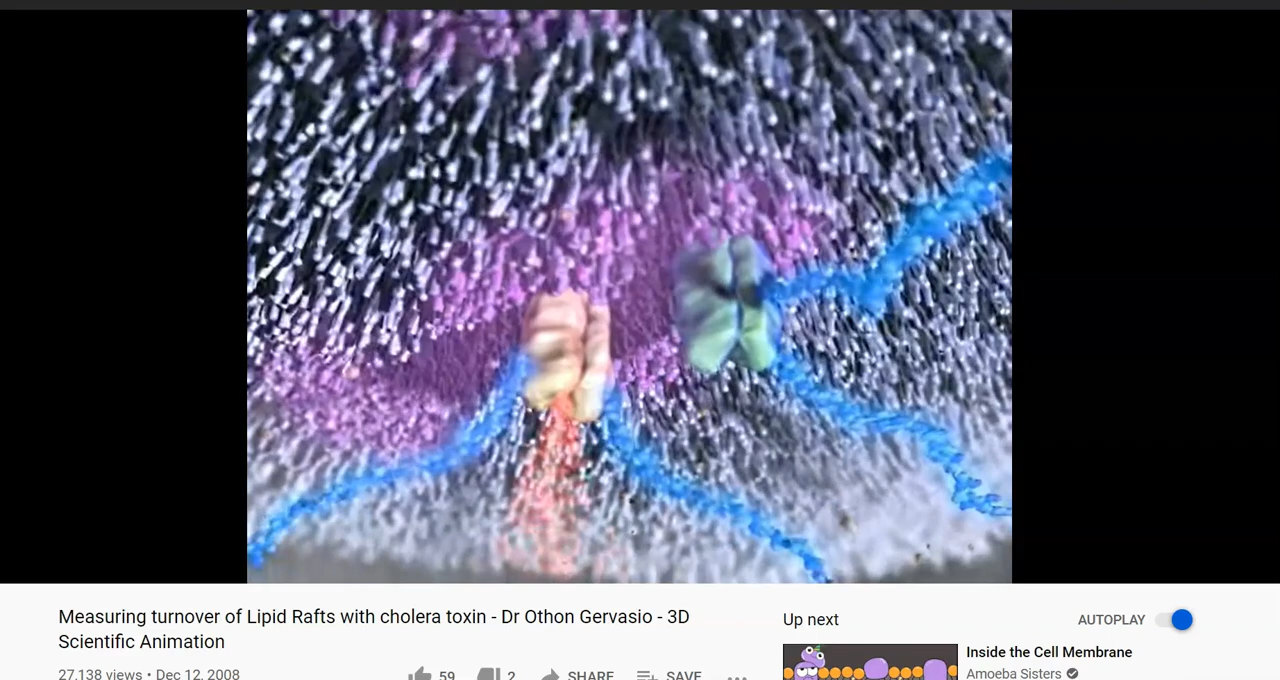 Measuring turnover of Lipid Rafts with cholera toxin - Dr Othon Gervasio - 3D
Scientific Animation
27,138 views • Dec 12, 2008
59
2
SHARE
SAVE
Up next
AUTOPLAY
Inside the Cell Membrane
Amoeba Sisters